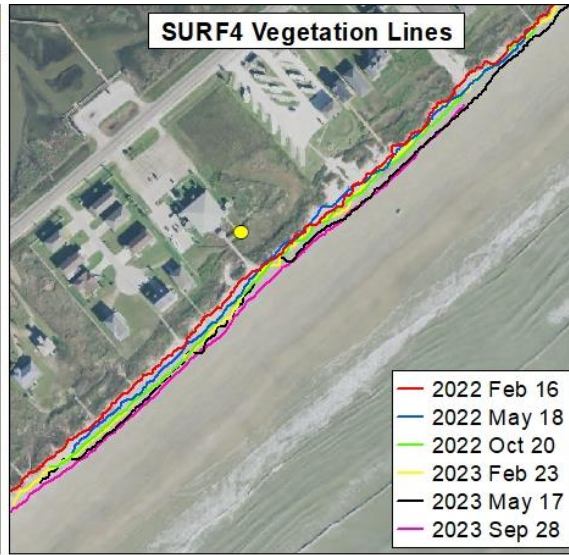 SURF4 Vegetation Lines
2022 Feb 16
2022 May 18
2022 Oct 20
2023 Feb 23
2023 May 17
2023 Sep 28